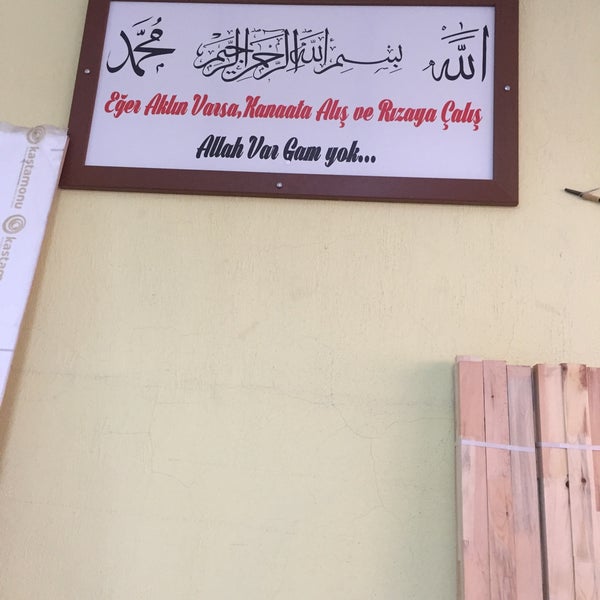 الله بسم الله الرحمن الرحيم محمد
Eğer Aklın Varsa,Kanaata Alış ve Rızaya Çalış
Allah Var Gam yok...
kastamonu
kastam